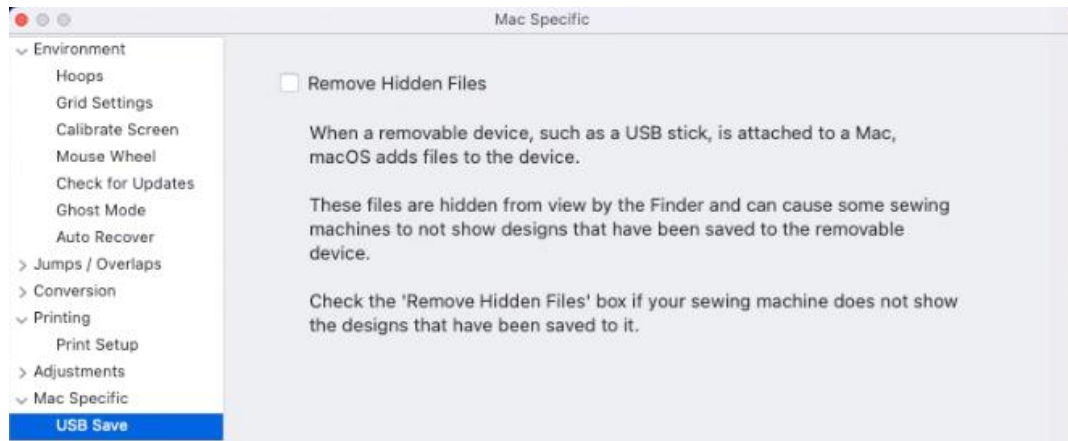 Mac Specific
Environment
Hoops
Grid Settings
Calibrate Screen
Mouse Wheel
Check for Updates
Ghost Mode
Auto Recover
Jumps / Overlaps
Conversion
Printing
Print Setup
Adjustments
Mac Specific
USB Save
Remove Hidden Files
When a removable device, such as a USB stick, is attached to a Mac,
macOS adds files to the device.
These files are hidden from view by the Finder and can cause some sewing
machines to not show designs that have been saved to the removable
device.
Check the 'Remove Hidden Files' box if your sewing machine does not show
the designs that have been saved to it.